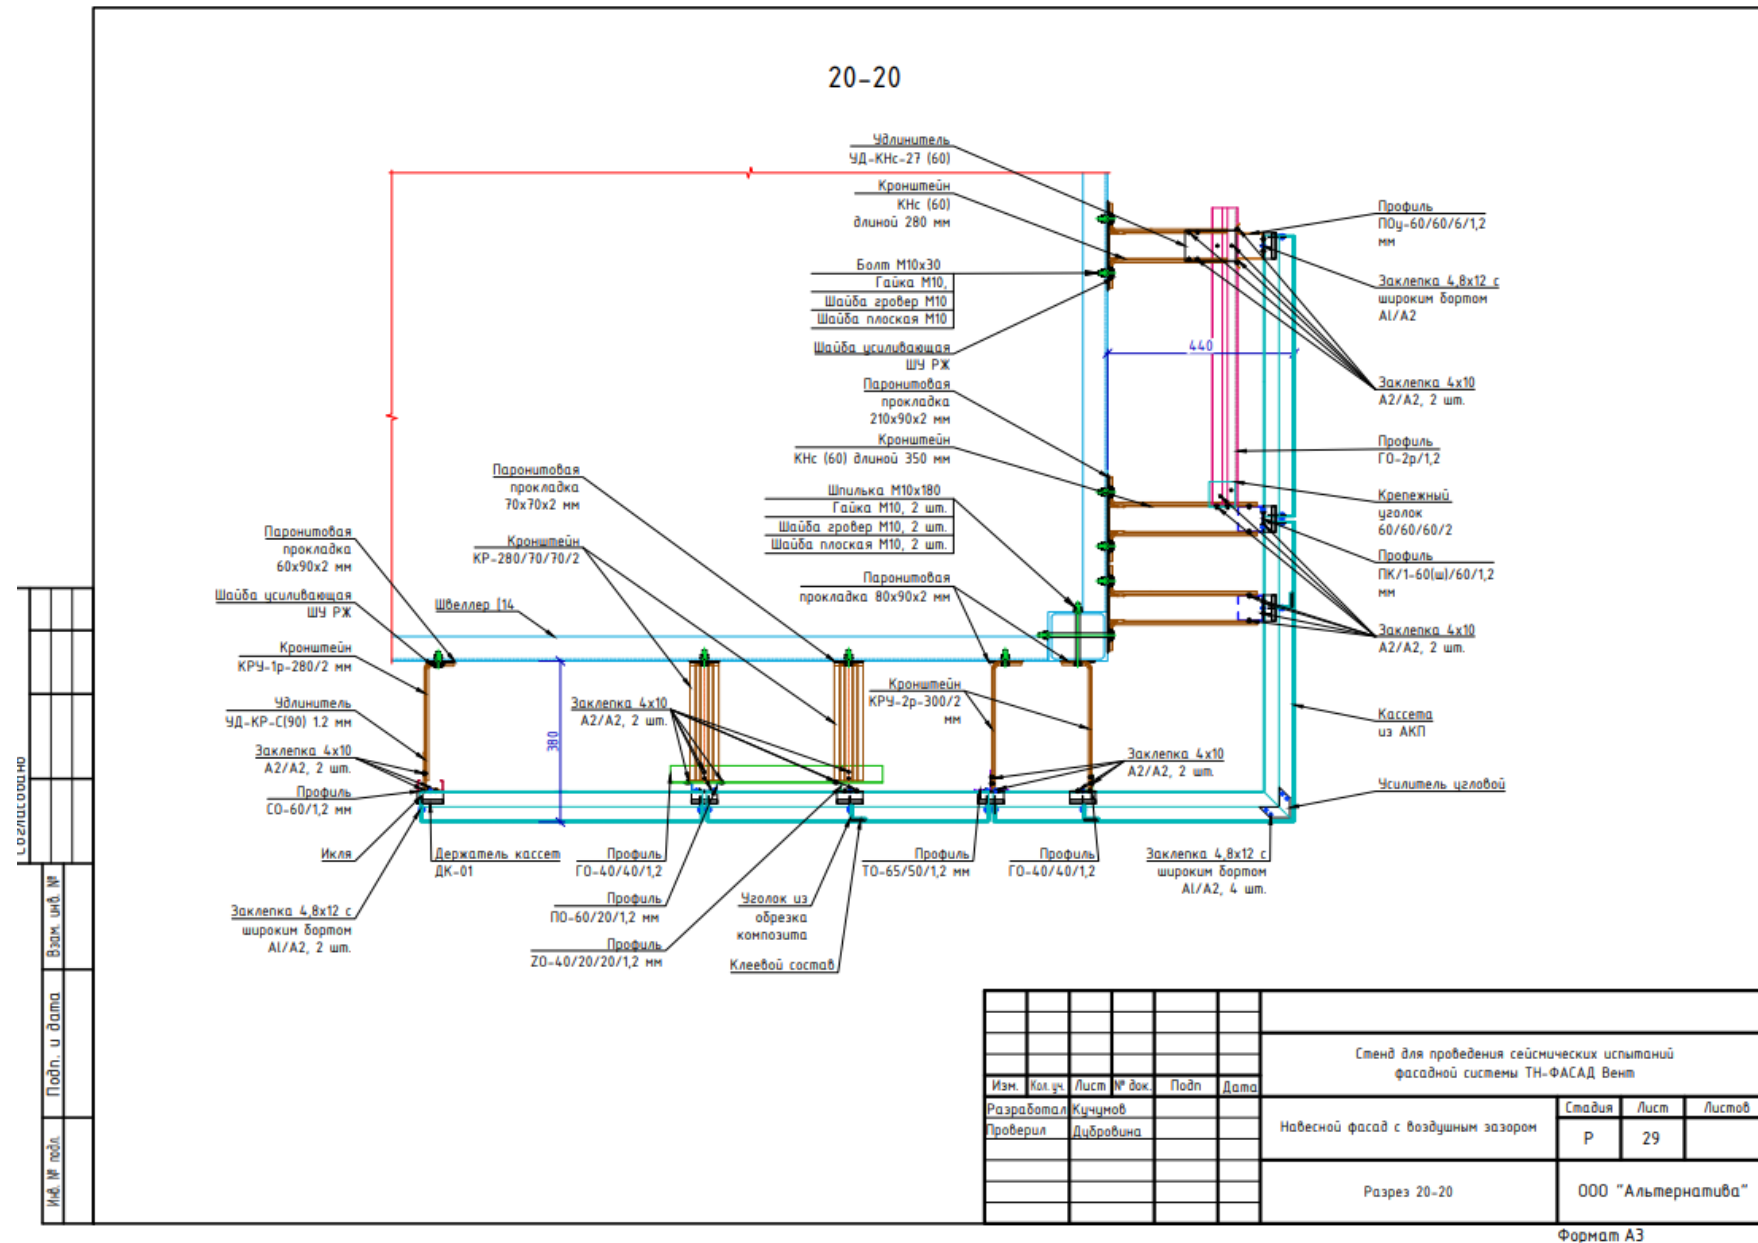 20-20
Удлинитель
УД-КНс-27 (60)
Кронштейн
КНс (60)
длиной 280 мм
Болт М10х30
Гайка М10,
Шайба гровер М10
Шайба плоская М10
Шайба усиливающая
ШУ РЖ
Паронитовая
прокладка
210х90х2 мм
Кронштейн
КНс (60) длиной 350 мм
Шпилька М10х180
Гайка М10, 2 шт.
Шайба гровер М10, 2 шт.
Шайба плоская М10, 2 шт.
Паронитовая
прокладка 80х90х2 мм
Профиль
ПОу-60/60/6/1,2
мм
Заклепка 4,8х12 с
широким бортом
Al/A2
440
Заклепка 4х10
А2/А2, 2 шт.
Профиль
ГО-2р/1,2
Крепежный
уголок
60/60/60/2
Профиль
ПК/1-60(ш)/60/1,2
мм
Заклепка 4х10
А2/А2, 2 шт.
Кассета
из АКП
Усилитель угловой
Паронитовая
прокладка
70х70х2 мм
Кронштейн
КР-280/70/70/2
Паронитовая
прокладка
60х90х2 мм
Шайба усиливающая
ШУ РЖ
Швеллер [14
Кронштейн
КРУ-1р-280/2 мм
Удлинитель
УД-КР-С(90) 1.2 мм
Заклепка 4х10
А2/А2, 2 шт.
Профиль
СО-60/1,2 мм
Икля
Заклепка 4,8х12 с
широким бортом
Al/A2, 2 шт.
Заклепка 4х10
А2/А2, 2 шт.
380
Кронштейн
КРУ-2р-300/2
мм
Заклепка 4х10
А2/А2, 2 шт.
Держатель кассет
ДК-01
Профиль
ГО-40/40/1,2
Профиль
ПО-60/20/1,2 мм
Профиль
ZO-40/20/20/1,2 мм
Уголок из
обрезка
композита
Клеевой состав
Профиль
ТО-65/50/1,2 мм
Профиль
ГО-40/40/1,2
Заклепка 4,8х12 с
широким бортом
Al/A2, 4 шт.
Согласовано
Взам. инв. №
Подп. и дата
Инв. № подл.
Изм. Кол.уч. Лист № док. Подп Дата
Разработал Кучумов
Проверил Дубровина
Стенд для проведения сейсмических испытаний
фасадной системы ТН-ФАСАД Вент
Навесной фасад с воздушным зазором
Стадия Лист Листов
Р 29
Разрез 20-20
ООО "Альтернатива"
Формат А3